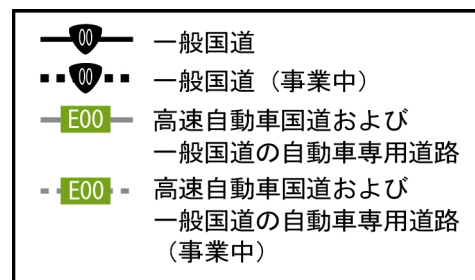 00 一般国道
00 一般国道（事業中）
E00 高速自動車国道および
一般国道の自動車専用道路
E00 高速自動車国道および
一般国道の自動車専用道路
（事業中）